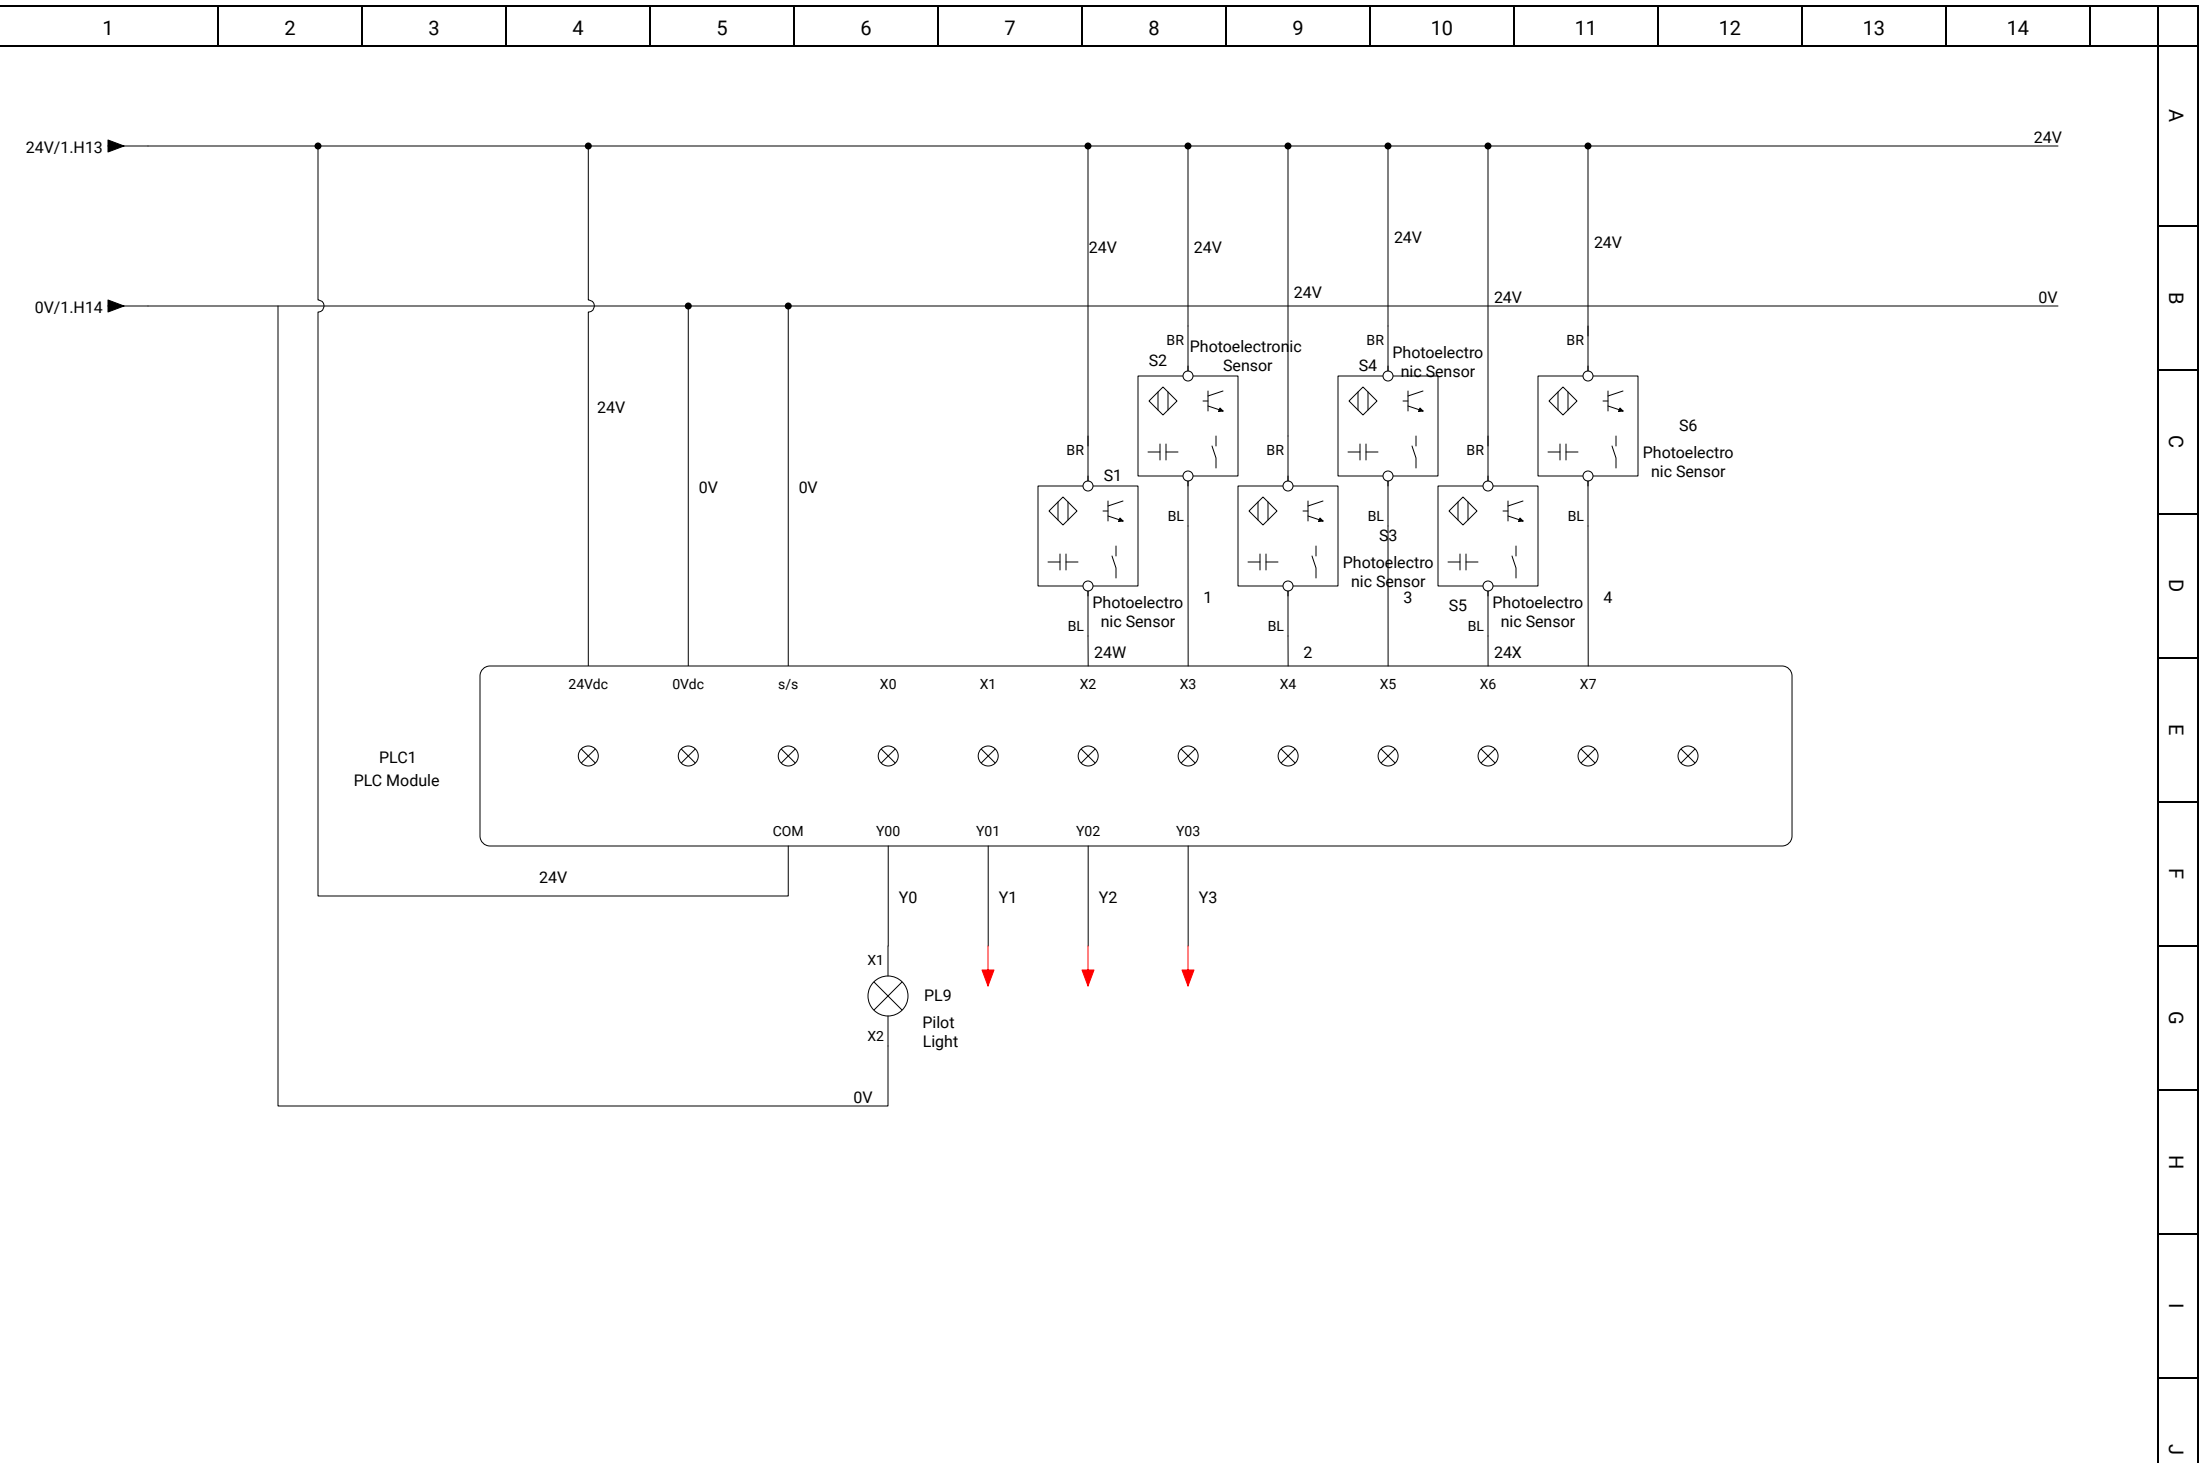 1 2 3 4 5 6 7 8 9 10 11 12 13 14
A
24V/1.H13
24V
24V
24V
24V
24V
24V
24V
B
0V/1.H14
0V
BR
Photoelectronic
Sensor
S2
BR
Photoelectro
nic Sensor
S4
BR
24V
C
S6
Photoelectro
nic Sensor
BR
BR
BR
S1
0V
0V
BL
BL
BL
S3
Photoelectro
nic Sensor
D
1
3
4
Photoelectro
nic Sensor
S5
Photoelectro
nic Sensor
BL
BL
BL
24W
2
24X
24Vdc 0Vdc s/s X0 X1 X2 X3 X4 X5 X6 X7
E
PLC1
PLC Module
COM Y00 Y01 Y02 Y03
F
24V
Y0 Y1 Y2 Y3
X1
PL9
Pilot
Light
X2
G
0V
H
I
J